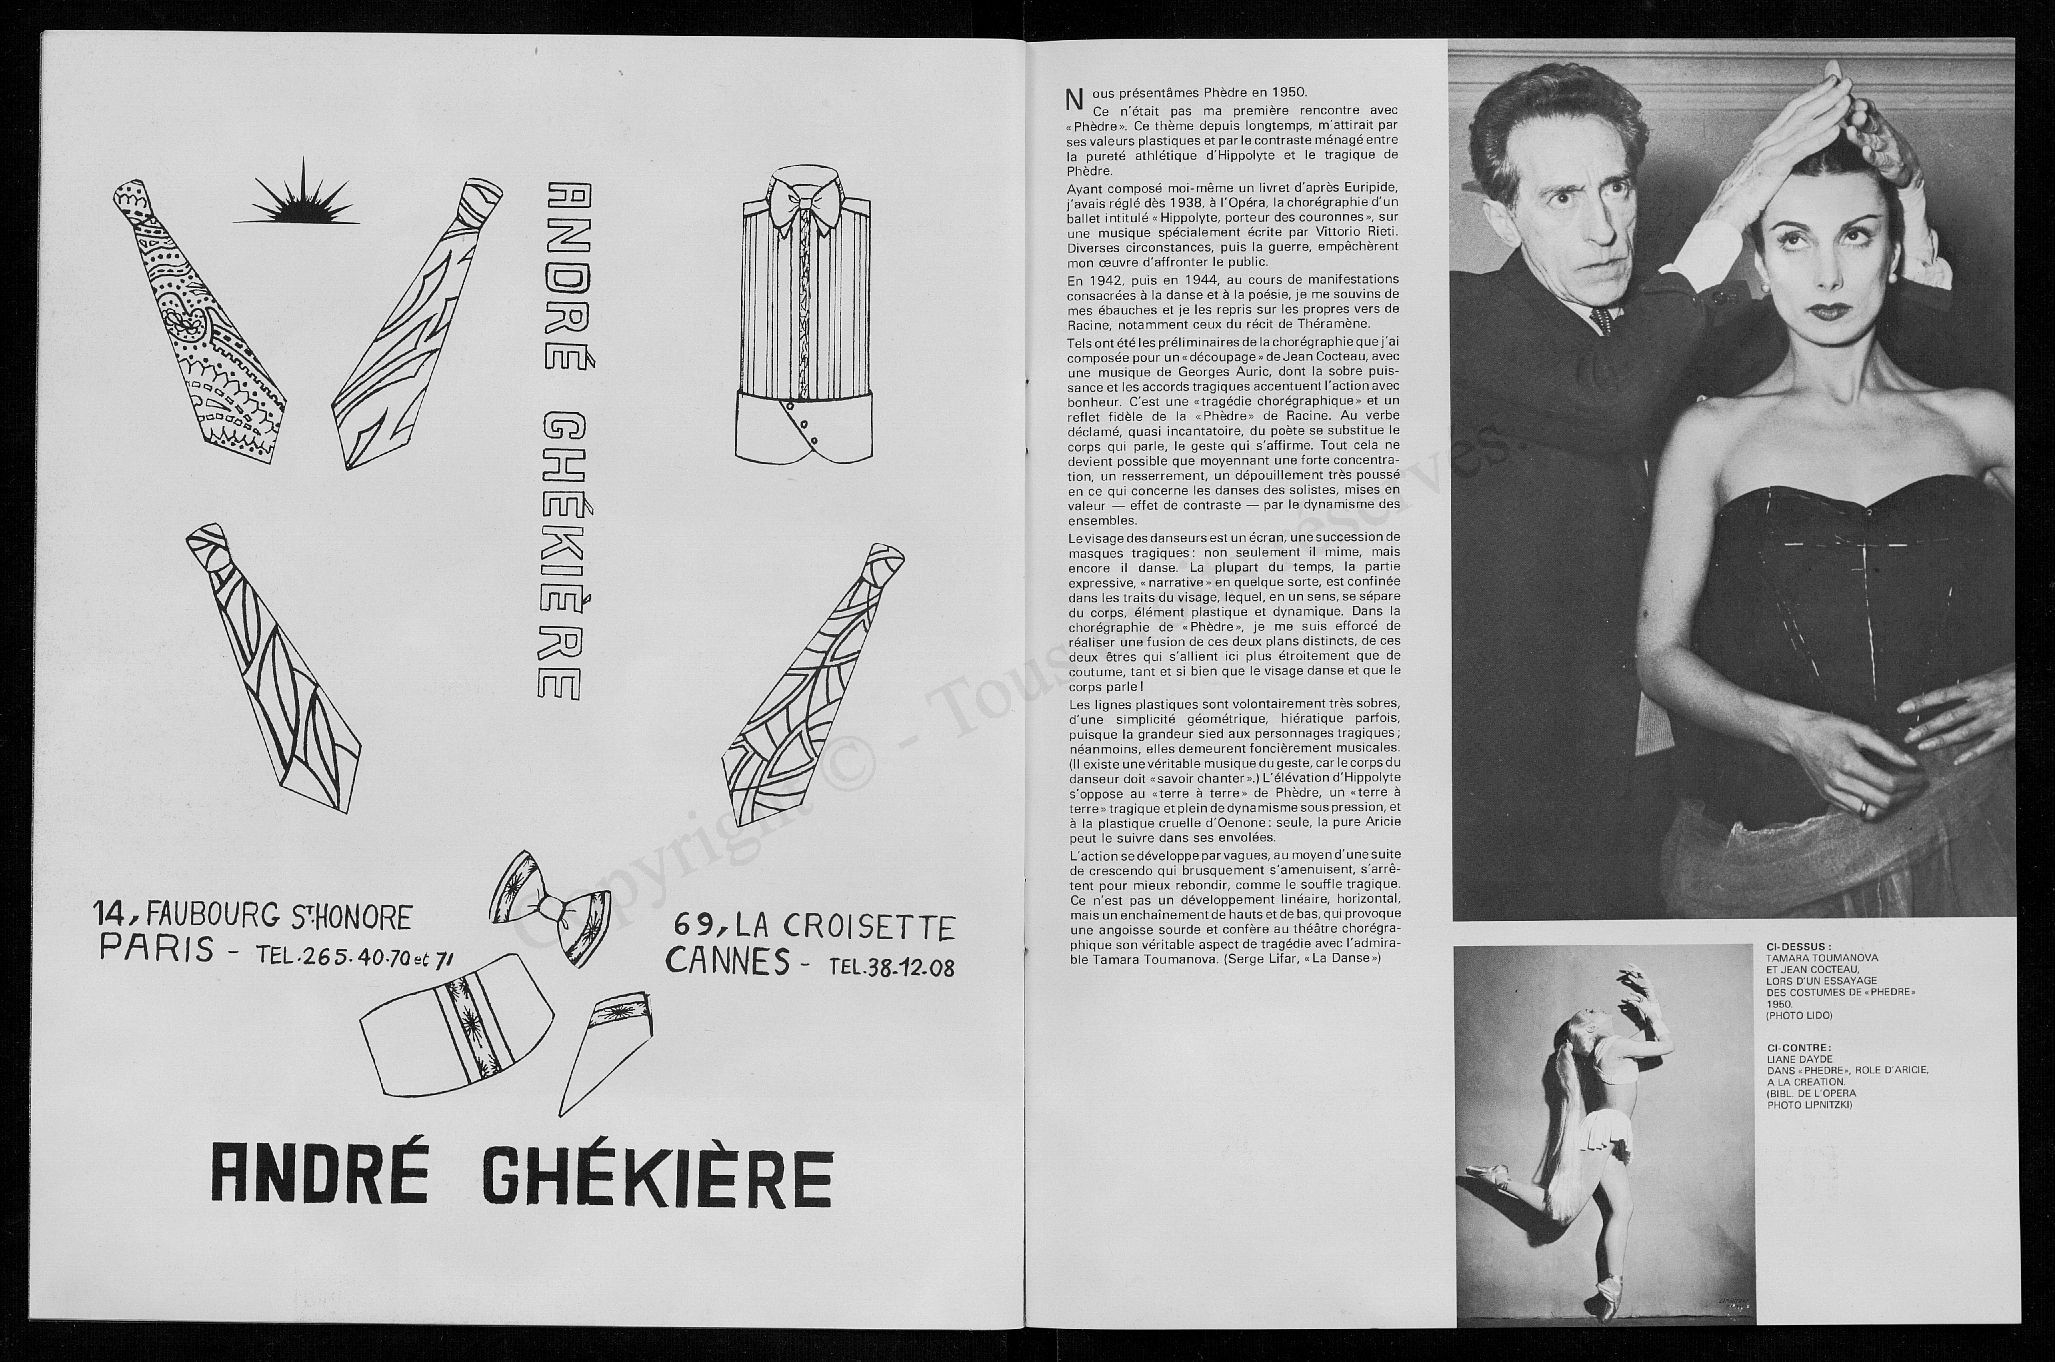 ANDRÉ GHÉKIÈRE
14, FAUBOURG ST.HONORE
PARIS - TEL.265.40.70 et 71
69, LA CROISETTE
CANNES - TEL.38.12.08
ANDRÉ GHÉKIÈRE
Nous présentâmes Phèdre en 1950.
Ce n'était pas ma première rencontre avec
« Phèdre». Ce thème depuis longtemps, m'attirait par
ses valeurs plastiques et par le contraste ménagé entre
la pureté athlétique d'Hippolyte et le tragique de
Phèdre.
Ayant composé moi-même un livret d'après Euripide,
j'avais réglé dès 1938, à l'Opéra, la chorégraphie d'un
ballet intitulé « Hippolyte, porteur des couronnes», sur
une musique spécialement écrite par Vittorio Rieti.
Diverses circonstances, puis la guerre, empêchèrent
mon œuvre d'affronter le public.
En 1942, puis en 1944, au cours de manifestations
consacrées à la danse et à la poésie, je me souvins de
mes ébauches et je les repris sur les propres vers de
Racine, notamment ceux du récit de Théramène.
Tels ont été les préliminaires de la chorégraphie que j'ai
composée pour un « découpage » de Jean Cocteau, avec
une musique de Georges Auric, dont la sobre puis-
sance et les accords tragiques accentuent l'action avec
bonheur. C'est une «tragédie chorégraphique» et un
reflet fidèle de la «Phèdre» de Racine. Au verbe
déclamé, quasi incantatoire, du poète se substitue le
corps qui parle, le geste qui s'affirme. Tout cela ne
devient possible que moyennant une forte concentra-
tion, un resserrement, un dépouillement très poussé
en ce qui concerne les danses des solistes, mises en
valeur — effet de contraste — par le dynamisme des
ensembles.
Le visage des danseurs est un écran, une succession de
masques tragiques : non seulement il mime, mais
encore il danse. La plupart du temps, la partie
expressive, « narrative » en quelque sorte, est confinée
dans les traits du visage, lequel, en un sens, se sépare
du corps, élément plastique et dynamique. Dans la
chorégraphie de «Phèdre», je me suis efforcé de
réaliser une fusion de ces deux plans distincts, de ces
deux êtres qui s'allient ici plus étroitement que de
coutume, tant et si bien que le visage danse et que le
corps parle !
Les lignes plastiques sont volontairement très sobres,
d'une simplicité géométrique, hiératique parfois,
puisque la grandeur sied aux personnages tragiques ;
néanmoins, elles demeurent foncièrement musicales.
(Il existe une véritable musique du geste, car le corps du
danseur doit «savoir chanter».) L'élévation d'Hippolyte
s'oppose au «terre à terre» de Phèdre, un «terre à
terre» tragique et plein de dynamisme sous pression, et
à la plastique cruelle d'Oenone : seule, la pure Aricie
peut le suivre dans ses envolées.
L'action se développe par vagues, au moyen d'une suite
de crescendo qui brusquement s'amenuisent, s'arrê-
tent pour mieux rebondir, comme le souffle tragique.
Ce n'est pas un développement linéaire, horizontal,
mais un enchaînement de hauts et de bas, qui provoque
une angoisse sourde et confère au théâtre chorégra-
phique son véritable aspect de tragédie avec l'admira-
ble Tamara Toumanova. (Serge Lifar, « La Danse»)
CI-DESSUS :
TAMARA TOUMANOVA
ET JEAN COCTEAU,
LORS D'UN ESSAYAGE
DES COSTUMES DE «PHEDRE»
1950.
(PHOTO LIDO)
CI-CONTRE :
LIANE DAYDE
DANS «PHEDRE», ROLE D'ARICIE,
A LA CREATION.
(BIBL. DE L'OPERA
PHOTO LIPNITZKI)
Copyright © - Tous droits réservés.